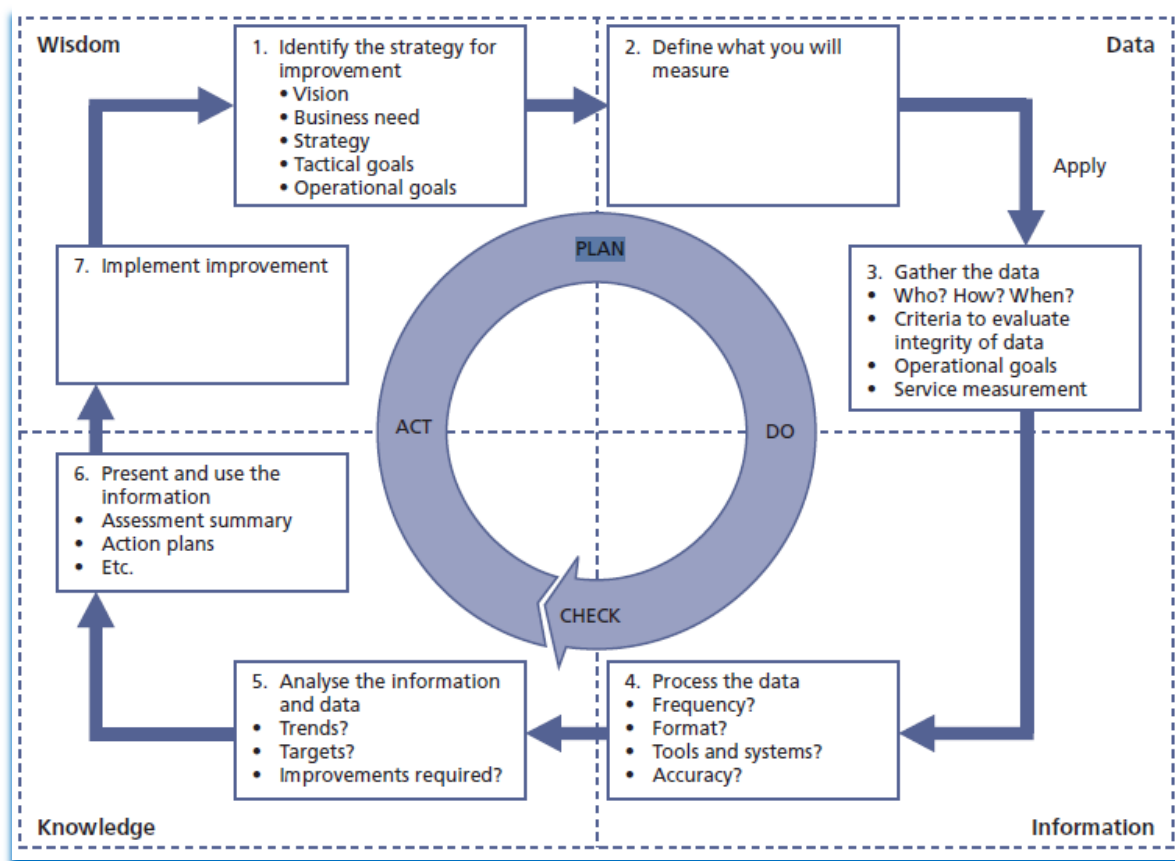 Wisdom
1. Identify the strategy for
improvement
• Vision
• Business need
• Strategy
• Tactical goals
• Operational goals
2. Define what you will
measure
Data
Apply
PLAN
7. Implement improvement
3. Gather the data
• Who? How? When?
• Criteria to evaluate
integrity of data
• Operational goals
• Service measurement
ACT
DO
6. Present and use the
information
• Assessment summary
• Action plans
• Etc.
CHECK
5. Analyse the information
and data
• Trends?
• Targets?
• Improvements required?
4. Process the data
• Frequency?
• Format?
• Tools and systems?
• Accuracy?
Knowledge
Information